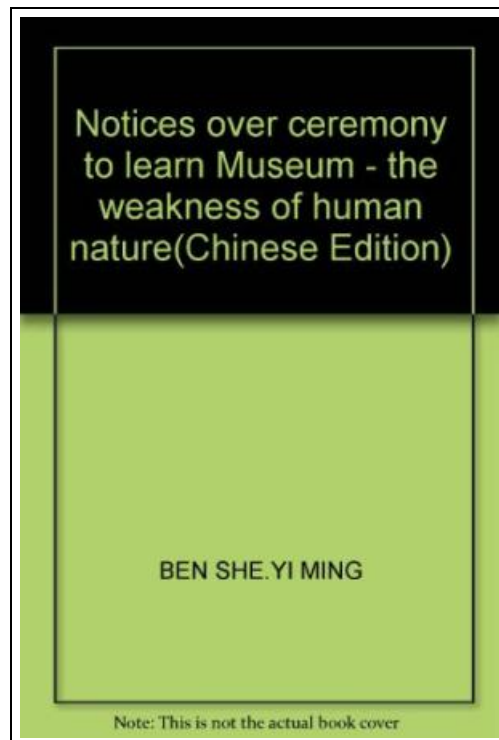 Notices over ceremony
to learn Museum - the
weakness of human
nature(Chinese Edition)
BEN SHE.YI MING
Note: This is not the actual book cover